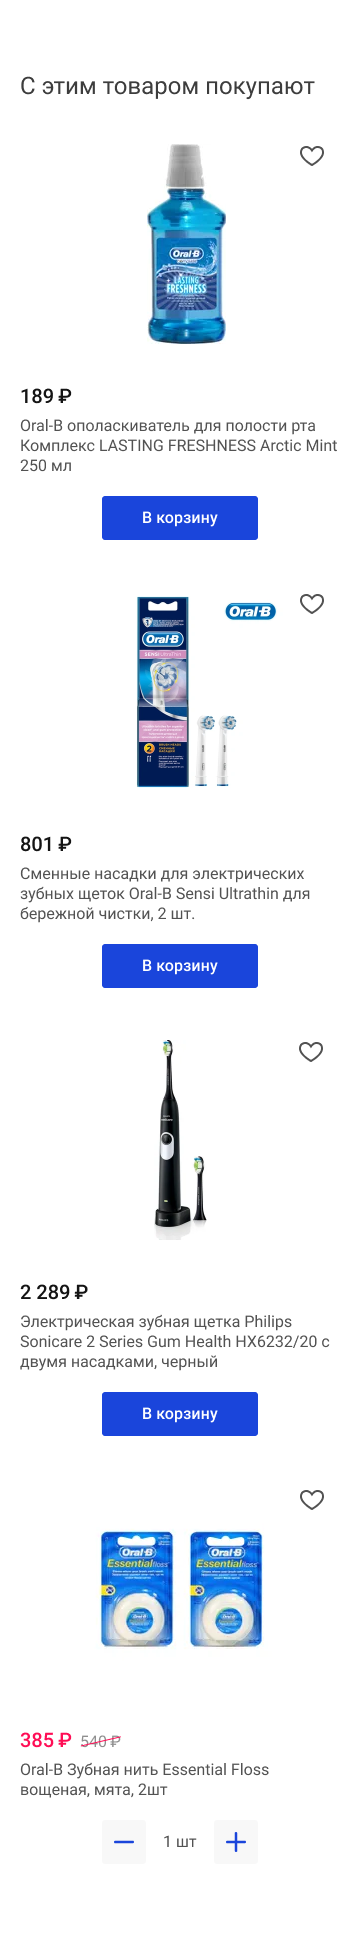 С этим товаром покупают
Oral-B
LASTING
FRESHNESS
189 ₽
Oral-B ополаскиватель для полости рта
Комплекс LASTING FRESHNESS Arctic Mint
250 мл
В корзину
Oral-B
Oral-B
SENSI ultrathin
2
801 ₽
Сменные насадки для электрических
зубных щеток Oral-B Sensi Ultrathin для
бережной чистки, 2 шт.
В корзину
2 289 ₽
Электрическая зубная щетка Philips
Sonicare 2 Series Gum Health HX6232/20 с
двумя насадками, черный
В корзину
Oral-B Oral-B
Essential floss Essential floss
385 ₽ 540 ₽
Oral-B Зубная нить Essential Floss
вощеная, мята, 2шт
1 шт